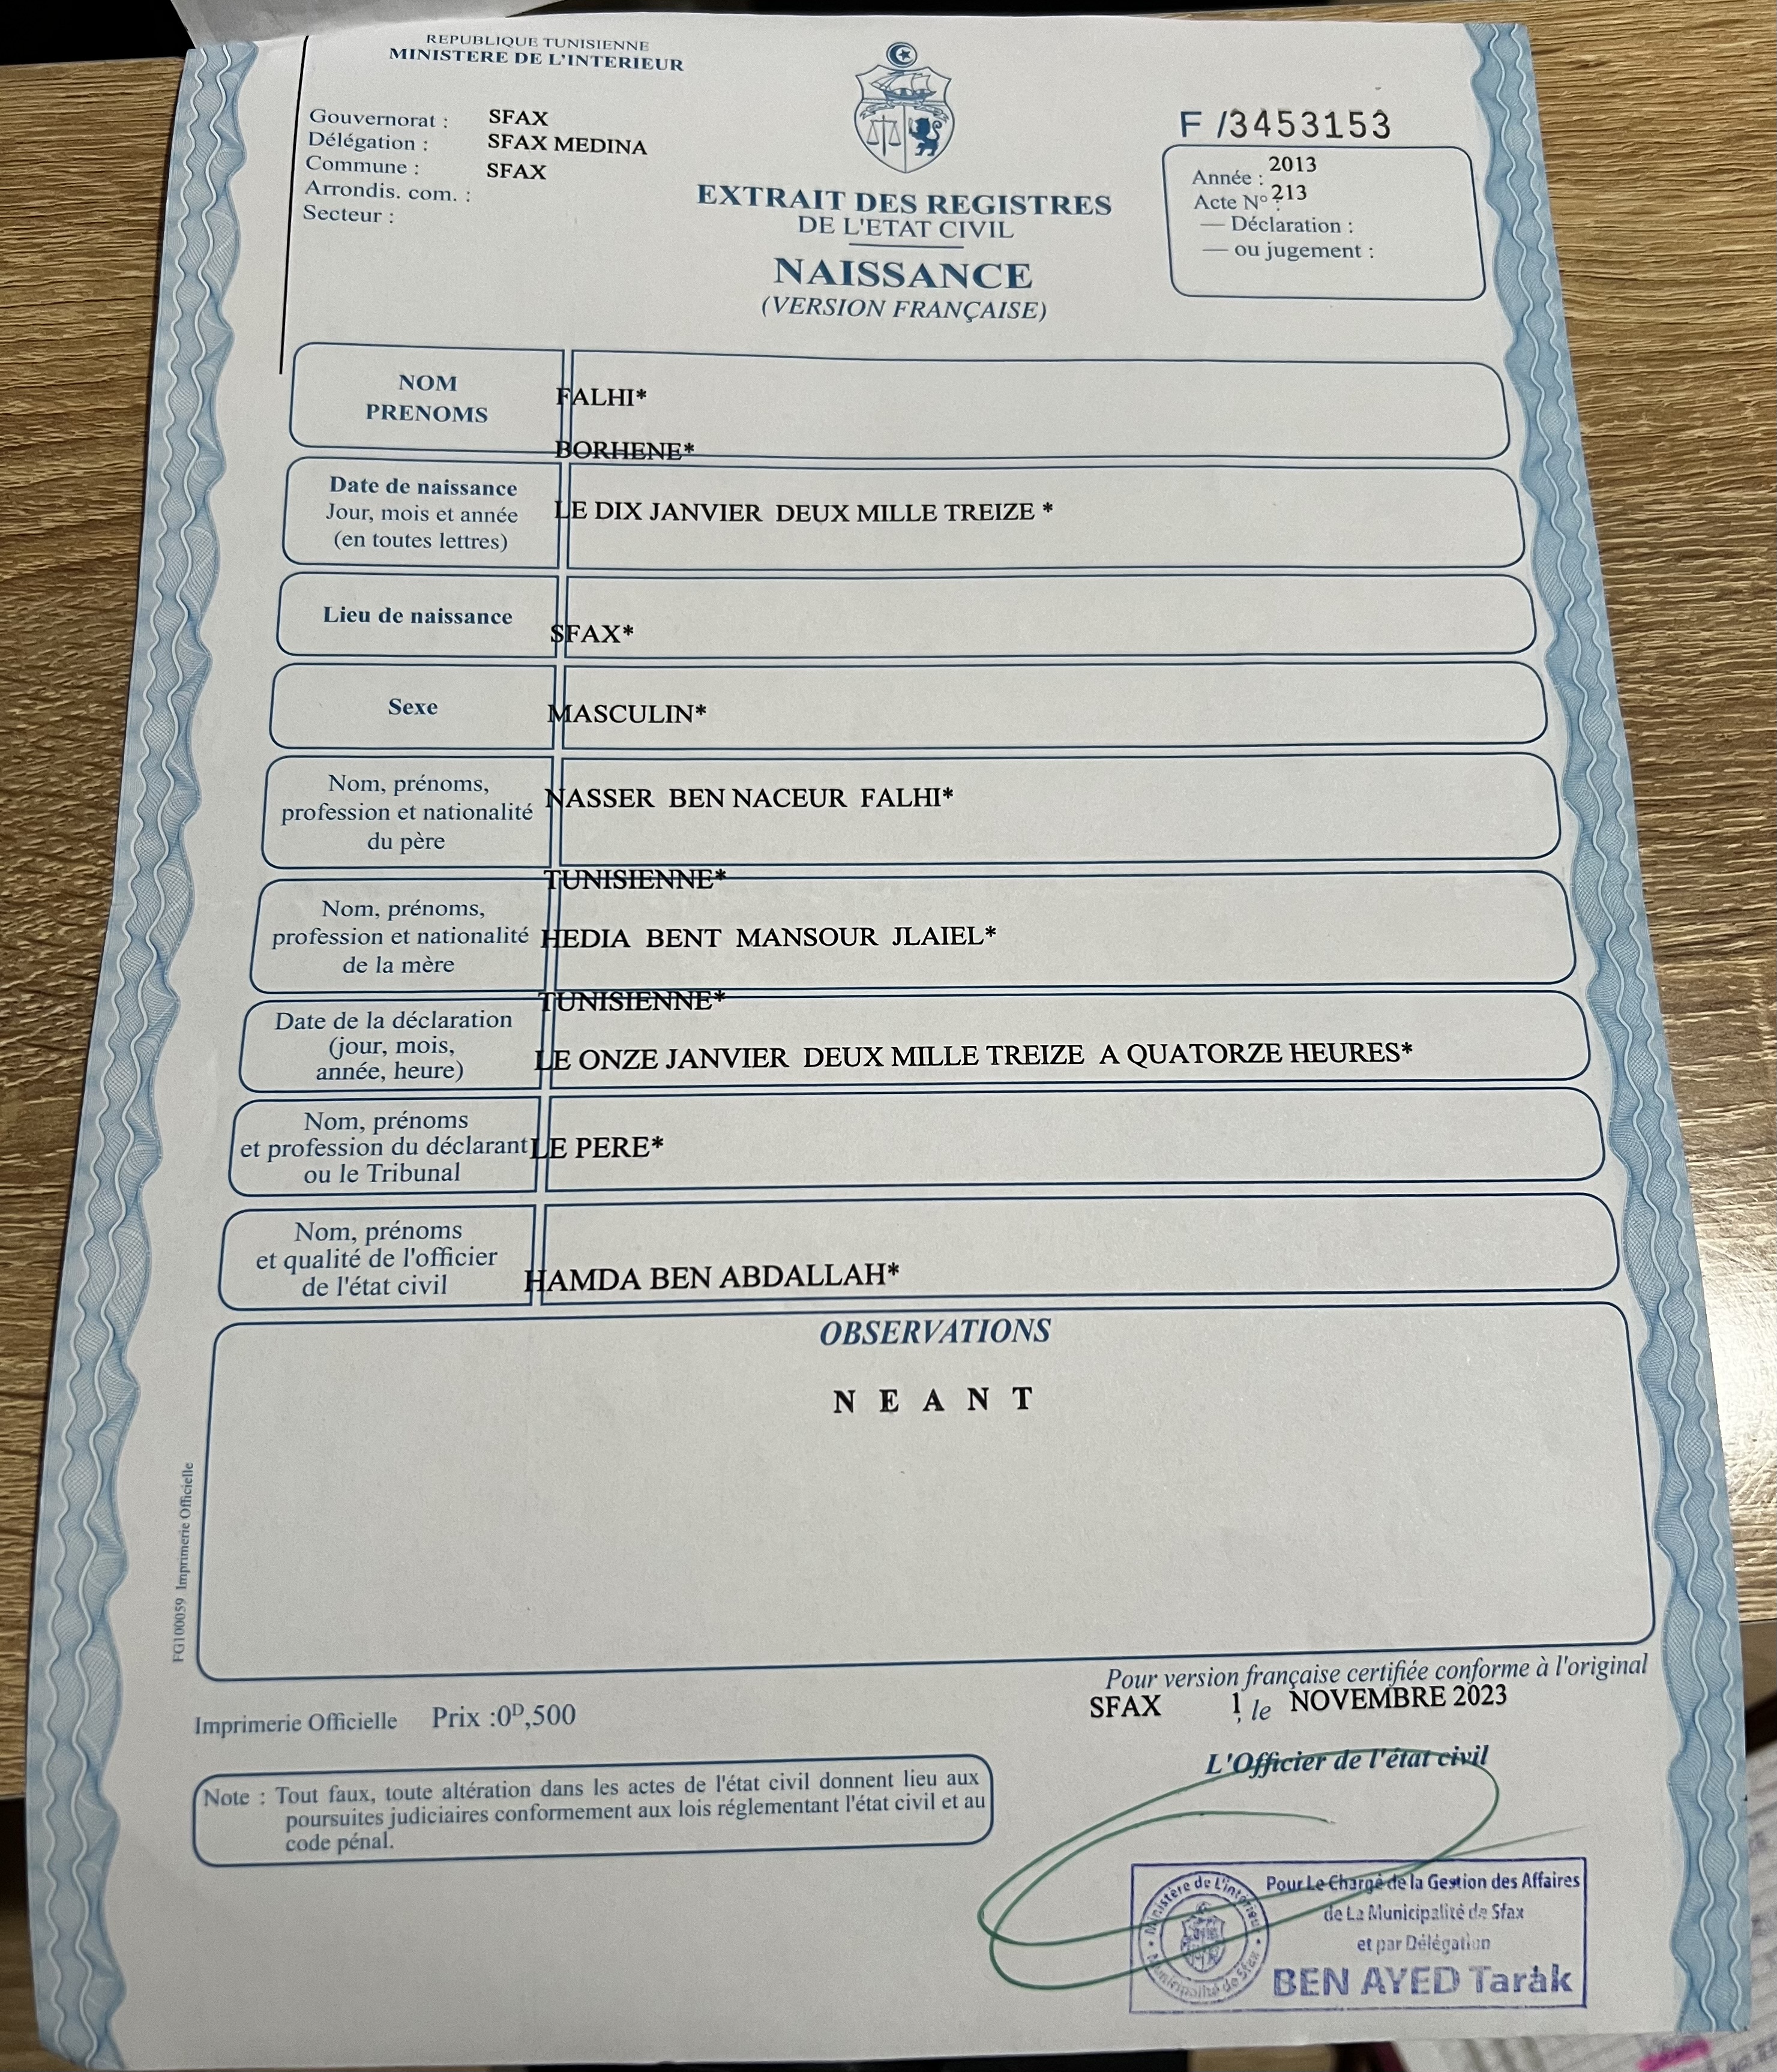 REPUBLIQUE TUNISIENNE
MINISTERE DE L'INTERIEUR
Gouvernorat : SFAX
Délégation : SFAX MEDINA
Commune : SFAX
Arrondis. com. :
Secteur :
EXTRAIT DES REGISTRES
DE L'ETAT CIVIL
NAISSANCE
(VERSION FRANÇAISE)
F /3453153
Année : 2013
Acte N° : 213
— Déclaration :
— ou jugement :
NOM
PRENOMS
FALHI*
BORHENE*
Date de naissance
Jour, mois et année
(en toutes lettres)
LE DIX JANVIER DEUX MILLE TREIZE *
Lieu de naissance
SFAX*
Sexe
MASCULIN*
Nom, prénoms,
profession et nationalité
du père
NASSER BEN NACEUR FALHI*
TUNISIENNE*
Nom, prénoms,
profession et nationalité
de la mère
HEDIA BENT MANSOUR JLAIEL*
TUNISIENNE*
Date de la déclaration
(jour, mois,
année, heure)
LE ONZE JANVIER DEUX MILLE TREIZE A QUATORZE HEURES*
Nom, prénoms
et profession du déclarant
ou le Tribunal
LE PERE*
Nom, prénoms
et qualité de l'officier
de l'état civil
HAMDA BEN ABDALLAH*
OBSERVATIONS
N E A N T
FG100059 Imprimerie Officielle
Pour version française certifiée conforme à l'original
SFAX 1, le NOVEMBRE 2023
Imprimerie Officielle Prix :0D,500
L'Officier de l'état civil
Note : Tout faux, toute altération dans les actes de l'état civil donnent lieu aux
poursuites judiciaires conformement aux lois réglementant l'état civil et au
code pénal.
Ministère de L'intérieur
Municipalité de Sfax
Pour Le Chargé de la Gestion des Affaires
de La Municipalité de Sfax
et par Délégation
BEN AYED Tarak